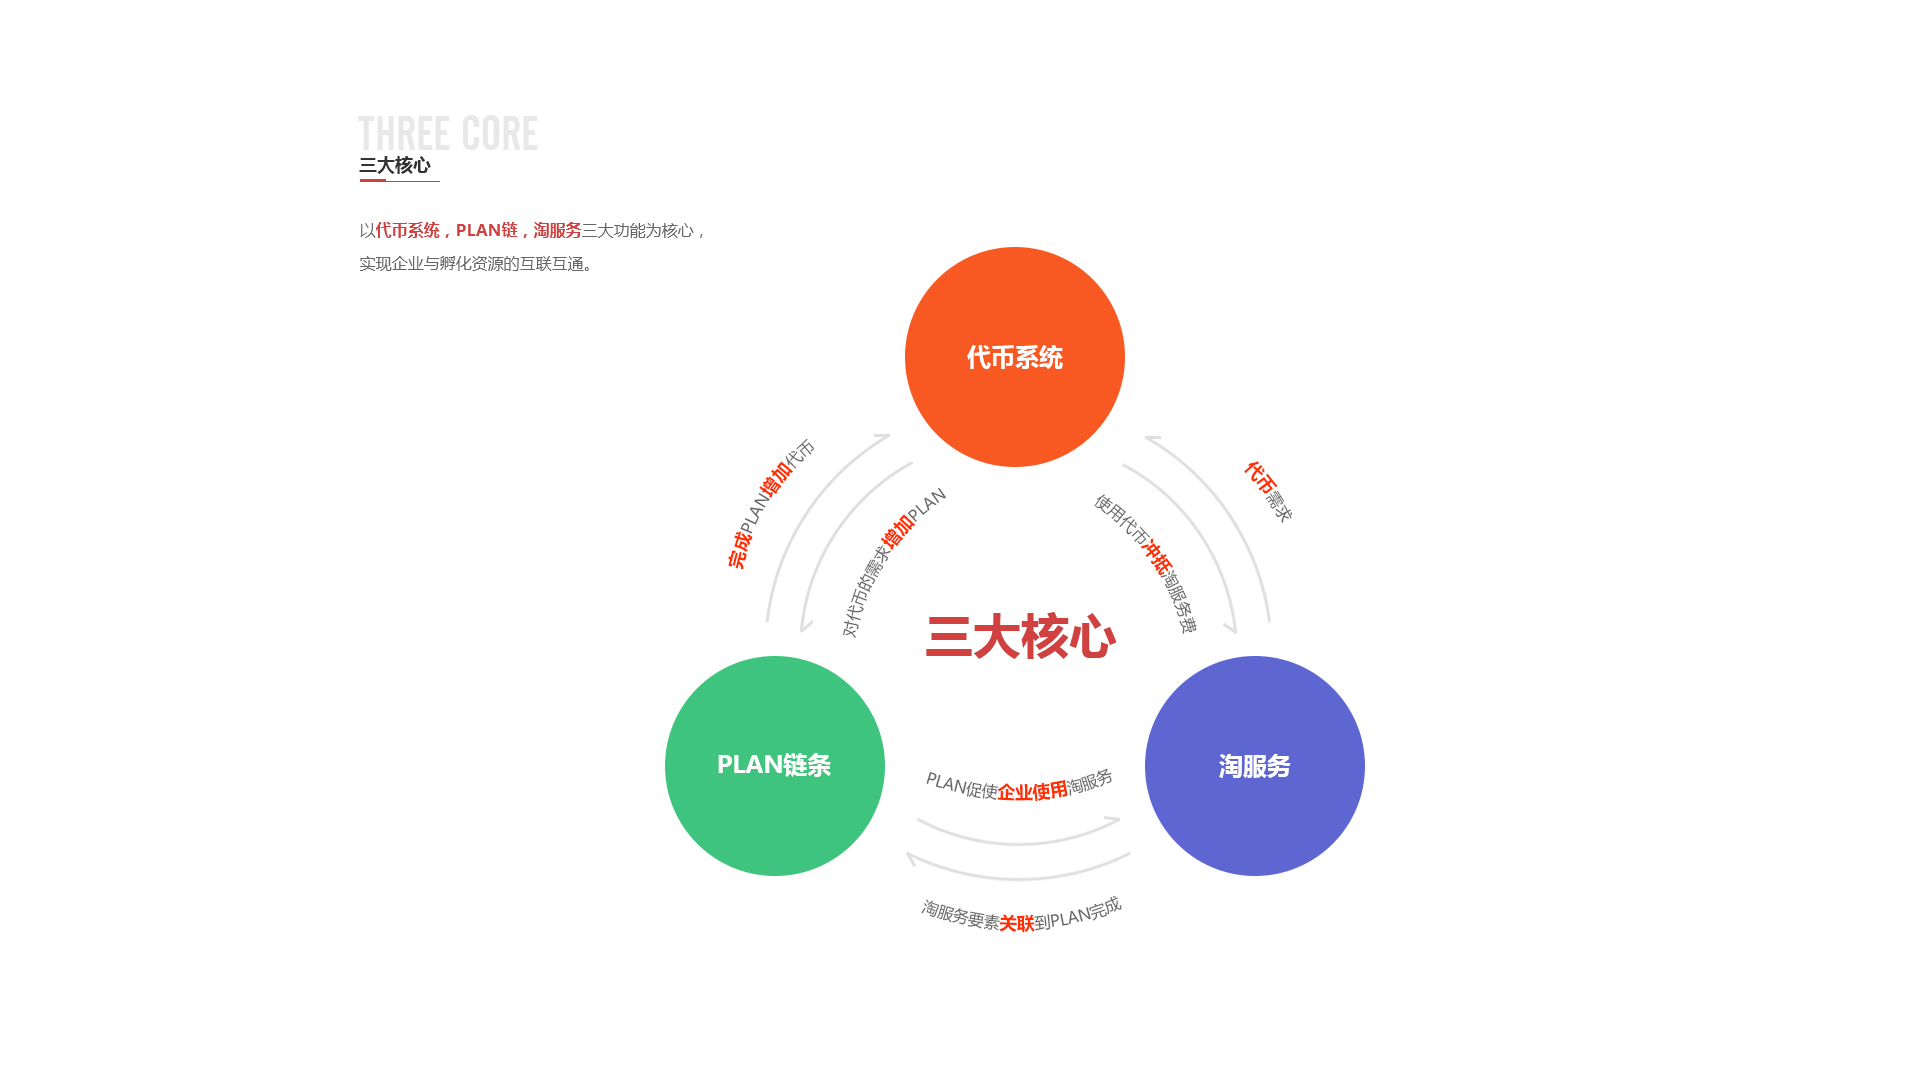 THREE CORE
三大核心
以代币系统，PLAN链，淘服务三大功能为核心，
实现企业与孵化资源的互联互通。
代币系统
完成PLAN增加代币
对代币的需求增加PLAN
使用代币冲抵淘服务费
代币需求
三大核心
PLAN链条
淘服务
PLAN促使企业使用淘服务
淘服务要素关联到PLAN完成